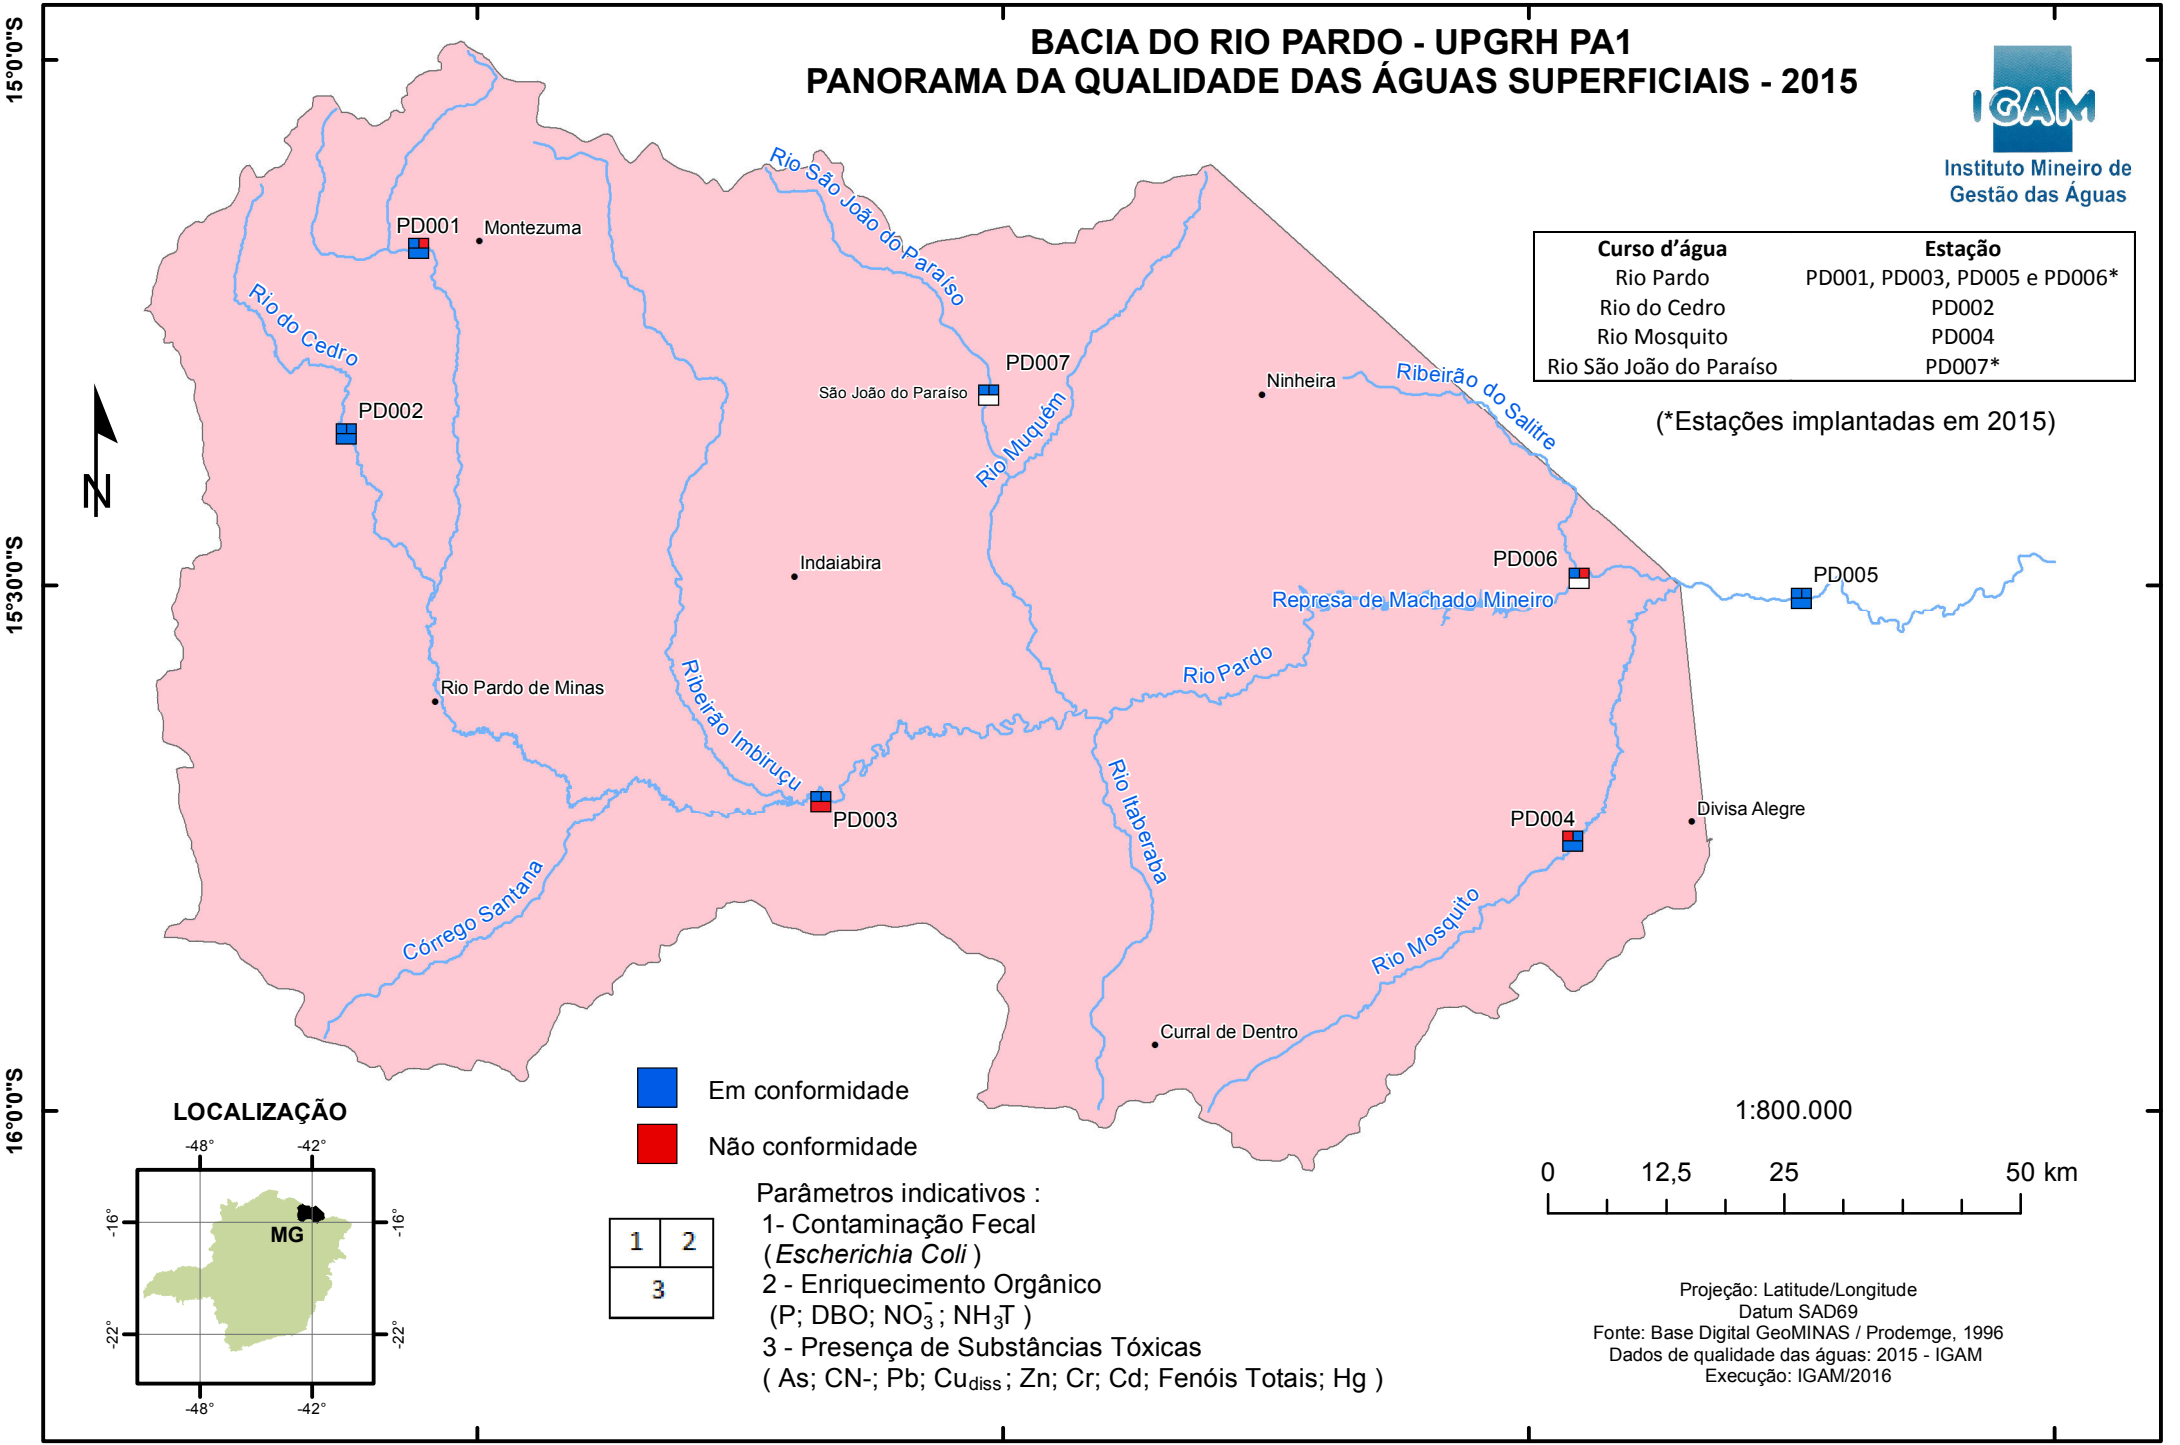 BACIA DO RIO PARDO - UPGRH PA1
PANORAMA DA QUALIDADE DAS ÁGUAS SUPERFICIAIS - 2015
IGAM
Instituto Mineiro de
Gestão das Águas
Curso d'água Estação
Rio Pardo PD001, PD003, PD005 e PD006*
Rio do Cedro PD002
Rio Mosquito PD004
Rio São João do Paraíso PD007*
(*Estações implantadas em 2015)
15°0'0"S
15°30'0"S
16°0'0"S
N
PD001
Montezuma
Rio do Cedro
PD002
Rio São João do Paraíso
PD007
São João do Paraíso
Rio Muquém
Ninheira
Ribeirão do Salitre
Indaiabira
PD006
PD005
Represa de Machado Mineiro
Rio Pardo
Rio Pardo de Minas
Ribeirão Imbiruçu
PD003
Rio Itaberaba
PD004
Divisa Alegre
Córrego Santana
Rio Mosquito
Curral de Dentro
LOCALIZAÇÃO
-48° -42°
-16° -16°
MG
-22° -22°
-48° -42°
Em conformidade
Não conformidade
Parâmetros indicativos :
1- Contaminação Fecal
(Escherichia Coli )
2 - Enriquecimento Orgânico
(P; DBO; NO₃⁻; NH₃T )
3 - Presença de Substâncias Tóxicas
( As; CN-; Pb; Cudiss; Zn; Cr; Cd; Fenóis Totais; Hg )
1 2
3
1:800.000
0 12,5 25 50 km
Projeção: Latitude/Longitude
Datum SAD69
Fonte: Base Digital GeoMINAS / Prodemge, 1996
Dados de qualidade das águas: 2015 - IGAM
Execução: IGAM/2016